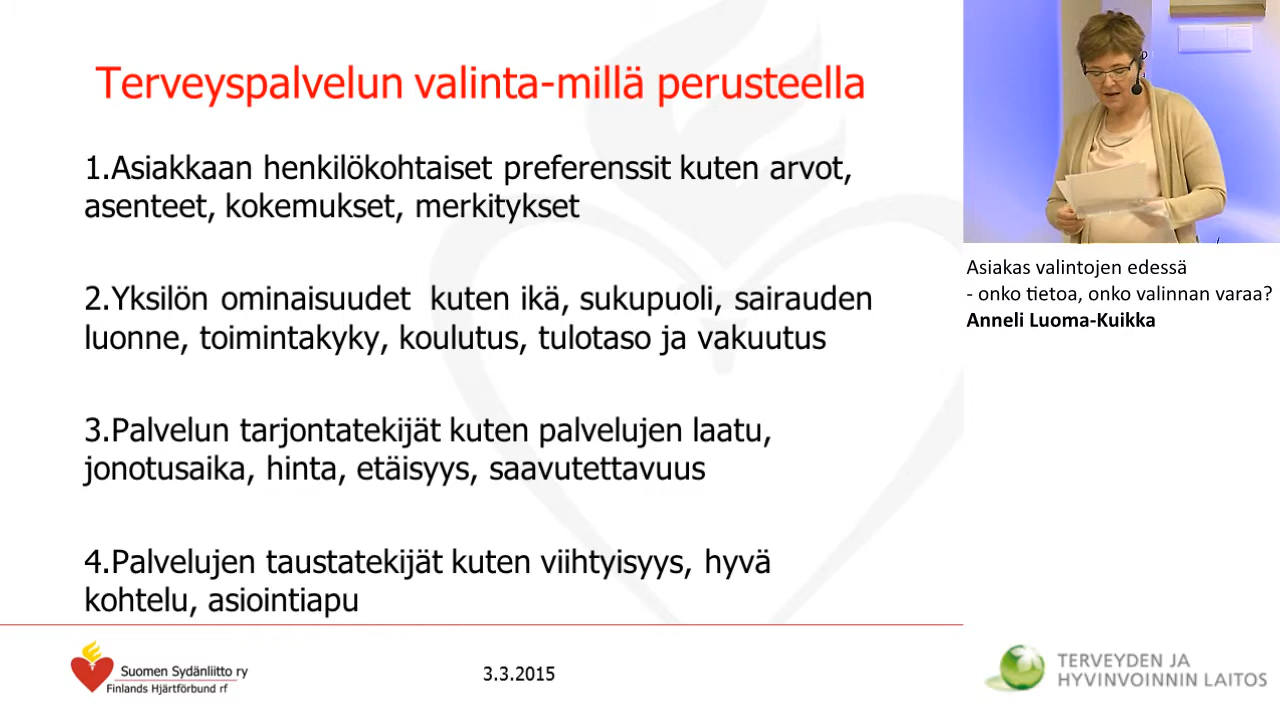 Terveyspalvelun valinta-millä perusteella
1.Asiakkaan henkilökohtaiset preferenssit kuten arvot,
asenteet, kokemukset, merkitykset
2.Yksilön ominaisuudet kuten ikä, sukupuoli, sairauden
luonne, toimintakyky, koulutus, tulotaso ja vakuutus
3.Palvelun tarjontatekijät kuten palvelujen laatu,
jonotusaika, hinta, etäisyys, saavutettavuus
4.Palvelujen taustatekijät kuten viihtyisyys, hyvä
kohtelu, asiointiapu
Suomen Sydänliitto ry
Finlands Hjärtförbund rf
3.3.2015
Asiakas valintojen edessä
- onko tietoa, onko valinnan varaa?
Anneli Luoma-Kuikka
TERVEYDEN JA
HYVINVOINNIN LAITOS